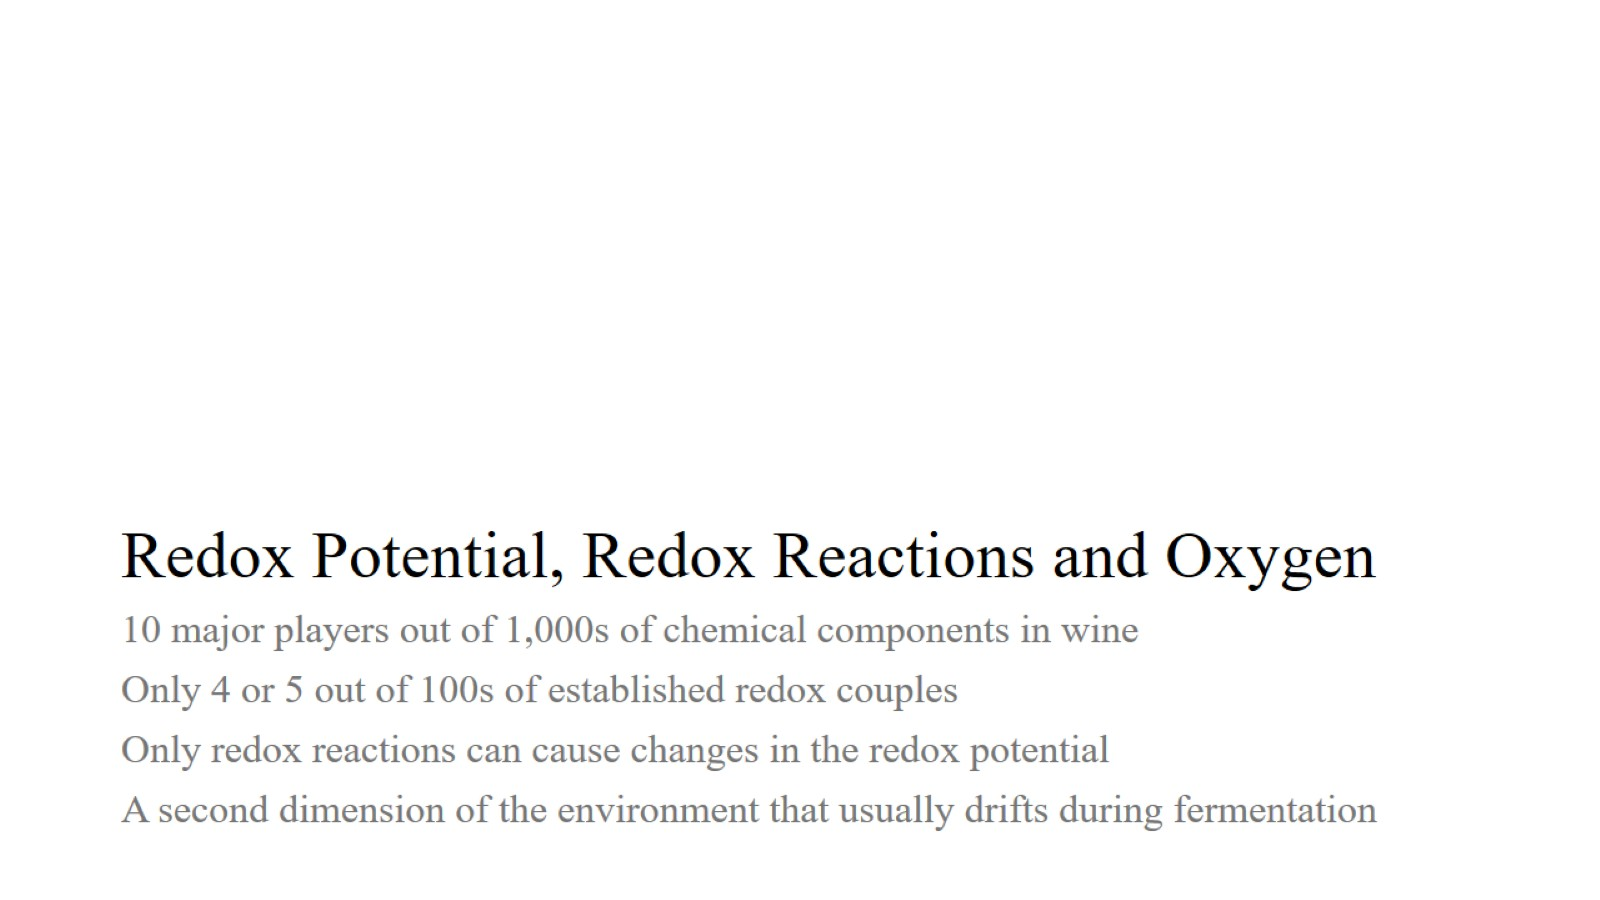 Redox Potential, Redox Reactions and Oxygen
10 major players out of 1,000s of chemical components in wine
Only 4 or 5 out of 100s of established redox couples
Only redox reactions can cause changes in the redox potential
A second dimension of the environment that usually drifts during fermentation